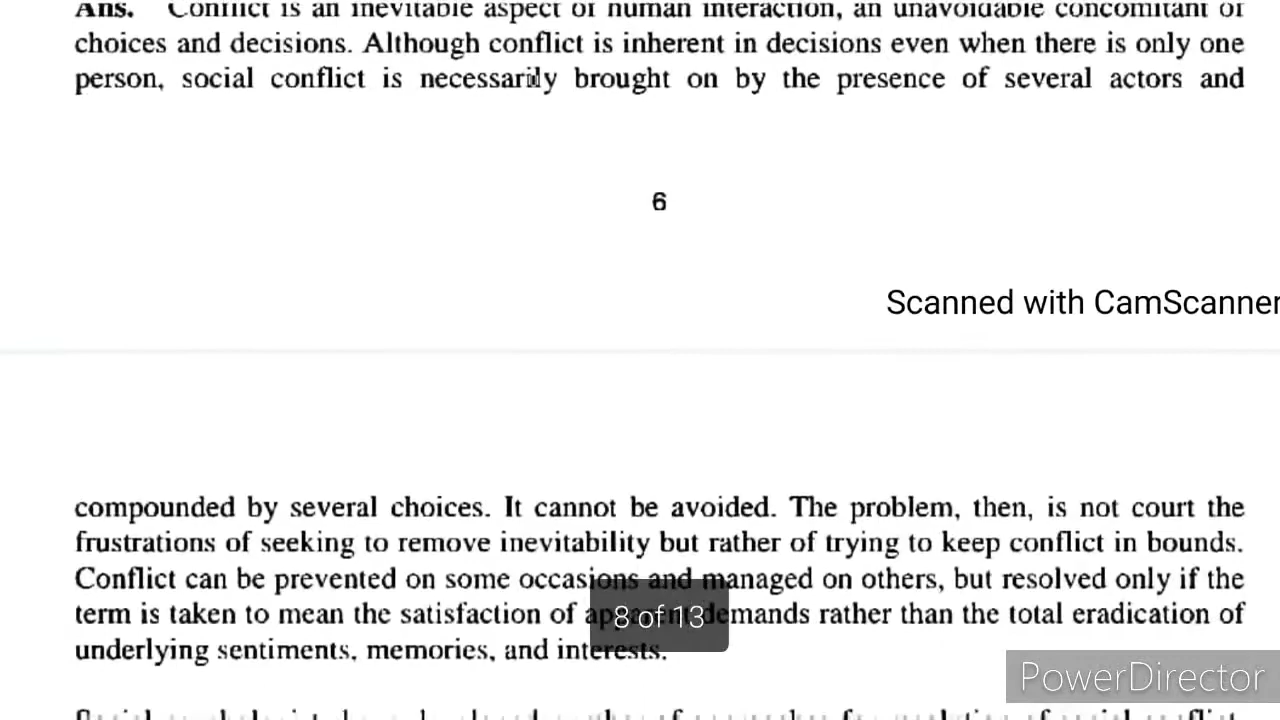 Ans. Conflict is an inevitable aspect of human interaction, an unavoidable concomitant of
choices and decisions. Although conflict is inherent in decisions even when there is only one
person, social conflict is necessarily brought on by the presence of several actors and
6
Scanned with CamScanner
compounded by several choices. It cannot be avoided. The problem, then, is not court the
frustrations of seeking to remove inevitability but rather of trying to keep conflict in bounds.
Conflict can be prevented on some occasions and managed on others, but resolved only if the
term is taken to mean the satisfaction of apparent demands rather than the total eradication of
underlying sentiments, memories, and interests.
8 of 13
PowerDirector